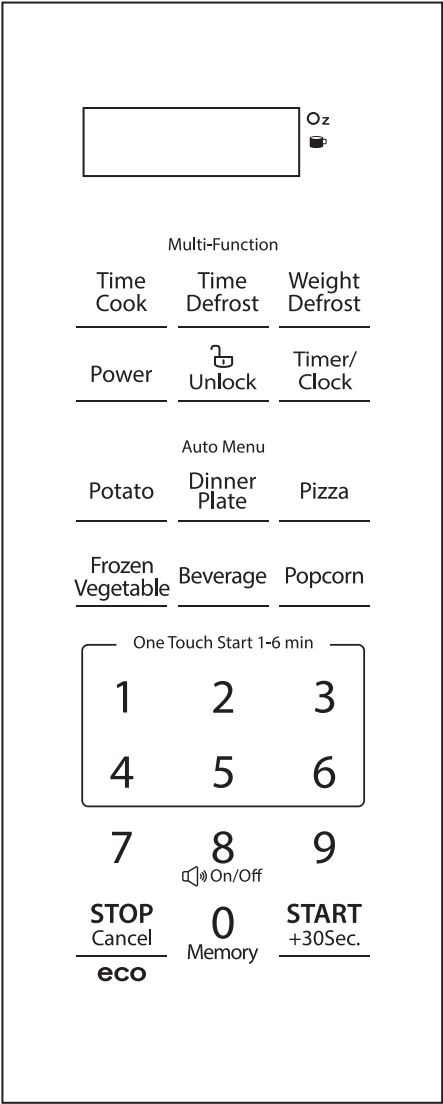 Oz
Multi-Function
Time Cook
Time Defrost
Weight Defrost
Power
Unlock
Timer/ Clock
Auto Menu
Potato
Dinner Plate
Pizza
Frozen Vegetable
Beverage
Popcorn
One Touch Start 1-6 min
1 2 3
4 5 6
7 8 9
On/Off
STOP
Cancel
eco
0
Memory
START
+30Sec.